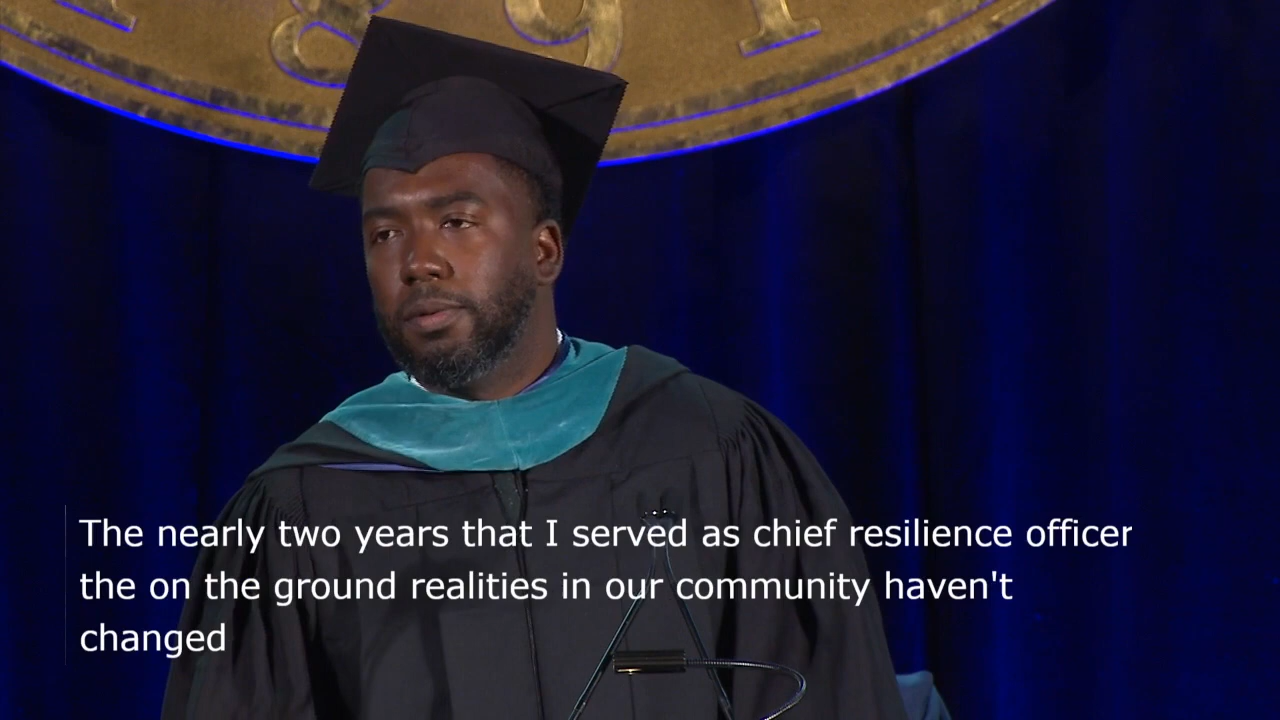 189
The nearly two years that I served as chief resilience officer
the on the ground realities in our community haven't
changed